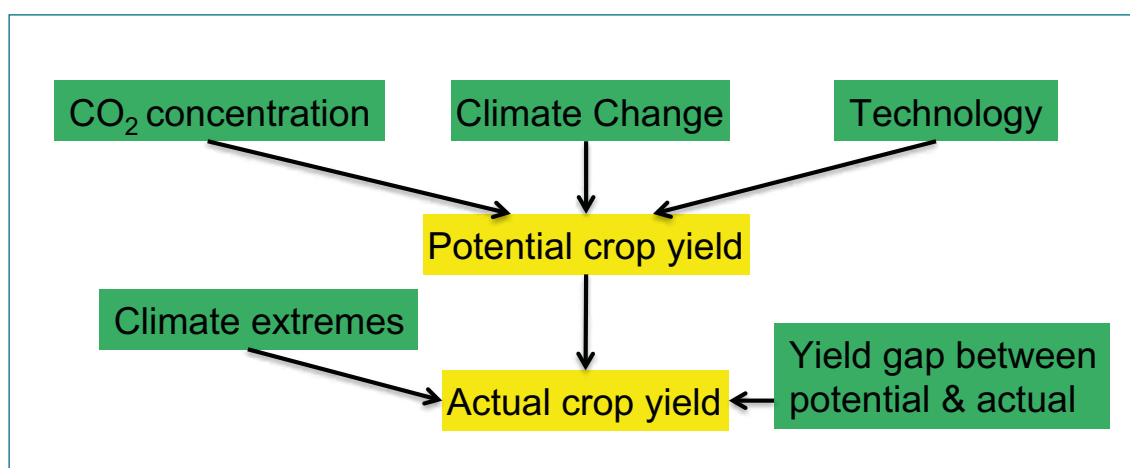 CO₂ concentration
Climate Change
Technology
Potential crop yield
Climate extremes
Yield gap between
potential & actual
Actual crop yield